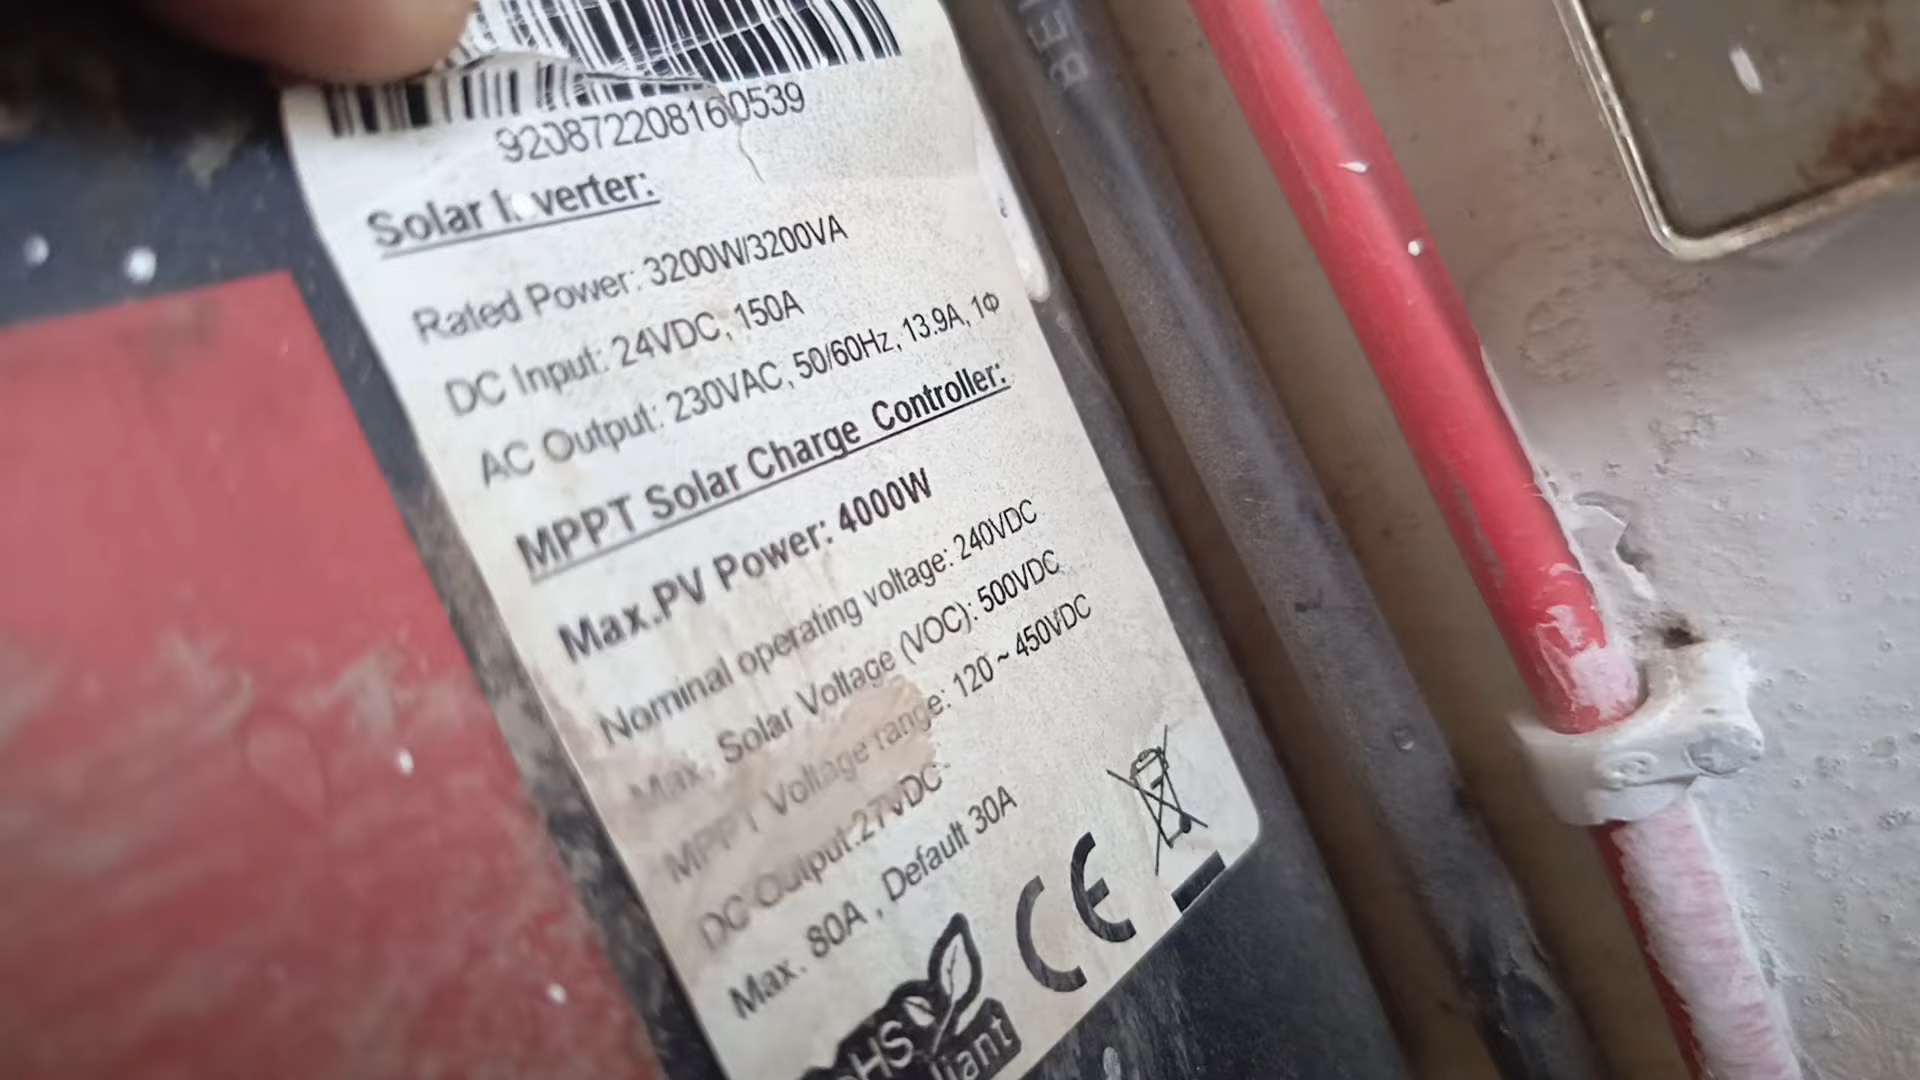 92087220816 0539
Solar Inverter:
Rated Power: 3200W/3200VA
DC Input: 24VDC, 150A
AC Output: 230VAC, 50/60Hz, 13.9A, 1Φ
MPPT Solar Charge Controller:
Max.PV Power: 4000W
Nominal operating voltage: 240VDC
Max. Solar Voltage (VOC): 500VDC
MPPT Voltage range: 120 ~ 450VDC
DC Output:27VDC
Max. 80A , Default 30A
CE